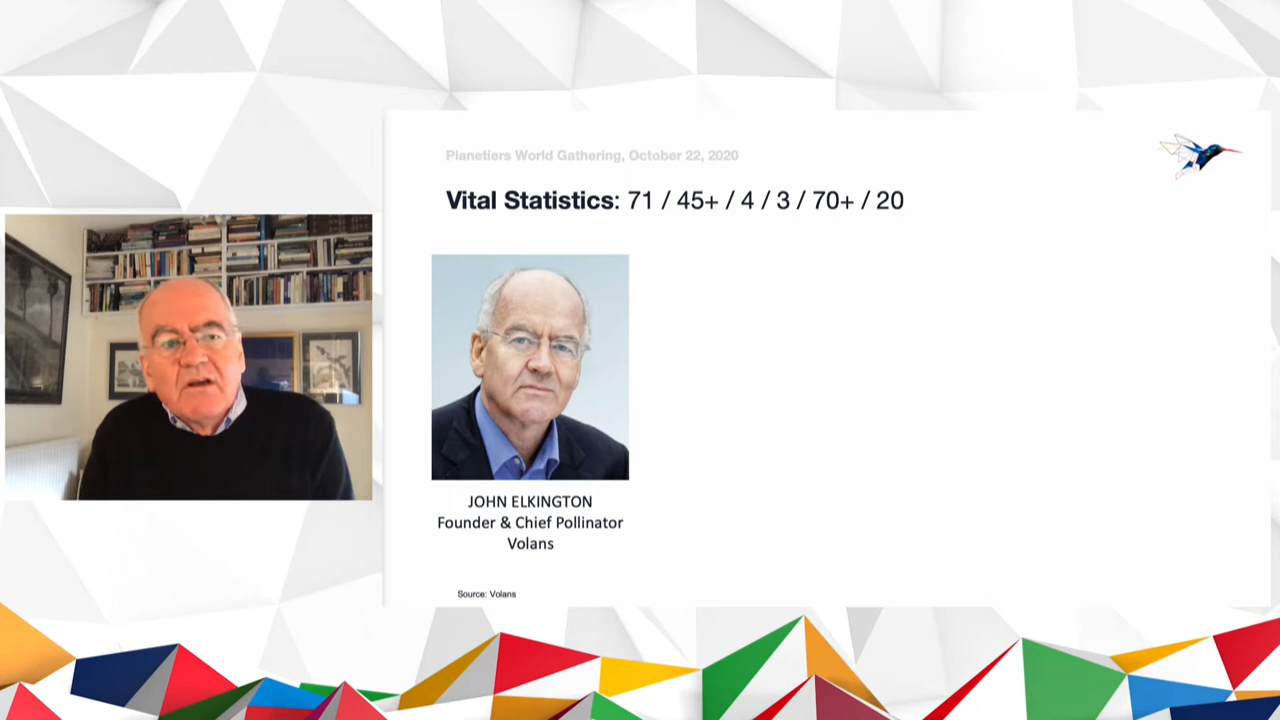 Planetiers World Gathering, October 22, 2020
Vital Statistics: 71 / 45+ / 4 / 3 / 70+ / 20
JOHN ELKINGTON
Founder & Chief Pollinator
Volans
Source: Volans